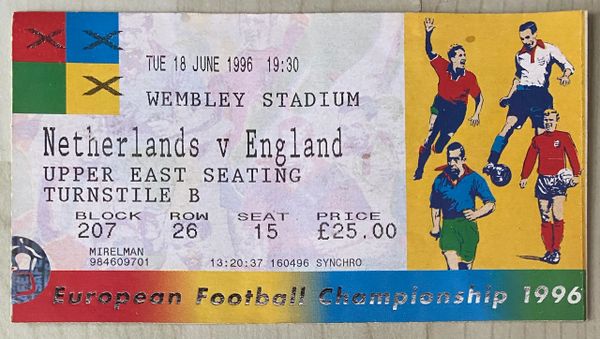 TUE 18 JUNE 1996 19:30
WEMBLEY STADIUM
Netherlands v England
UPPER EAST SEATING
TURNSTILE B
BLOCK ROW SEAT PRICE
207 26 15 £25.00
MIRELMAN
984609701 13:20:37 160496 SYNCHRO
European Football Championship 1996